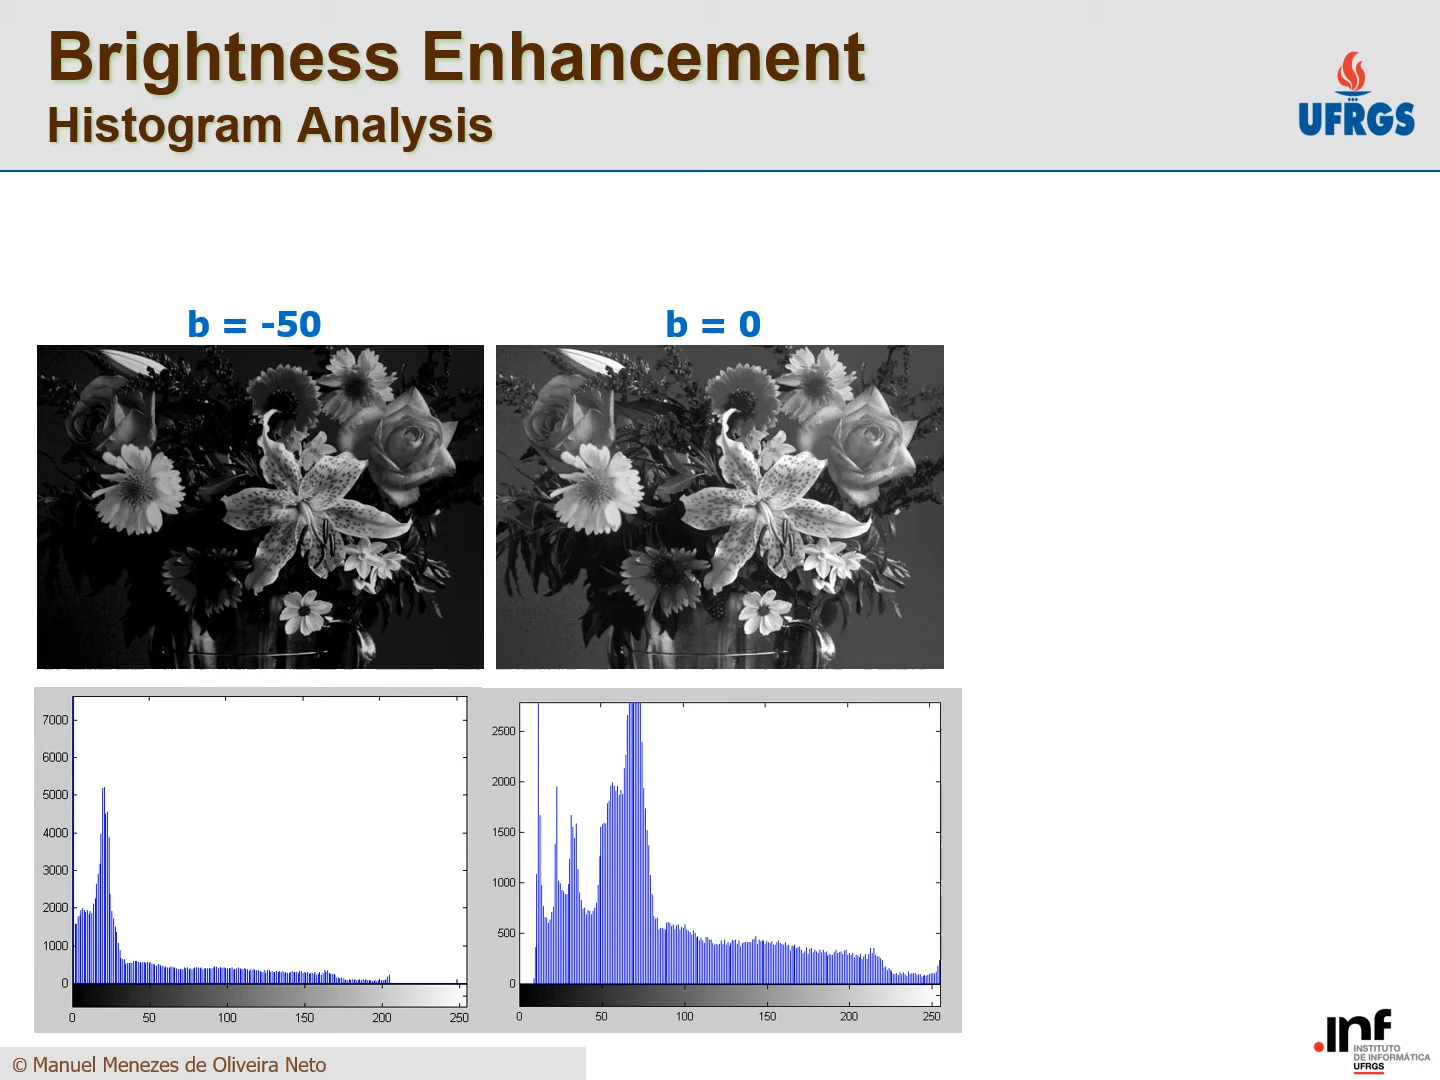 Brightness Enhancement
Histogram Analysis
UFRGS
b = -50
b = 0
7000
6000
5000
4000
3000
2000
1000
0
0 50 100 150 200 250
2500
2000
1500
1000
500
0
0 50 100 150 200 250
.inf
INSTITUTO
DE INFORMÁTICA
UFRGS
© Manuel Menezes de Oliveira Neto